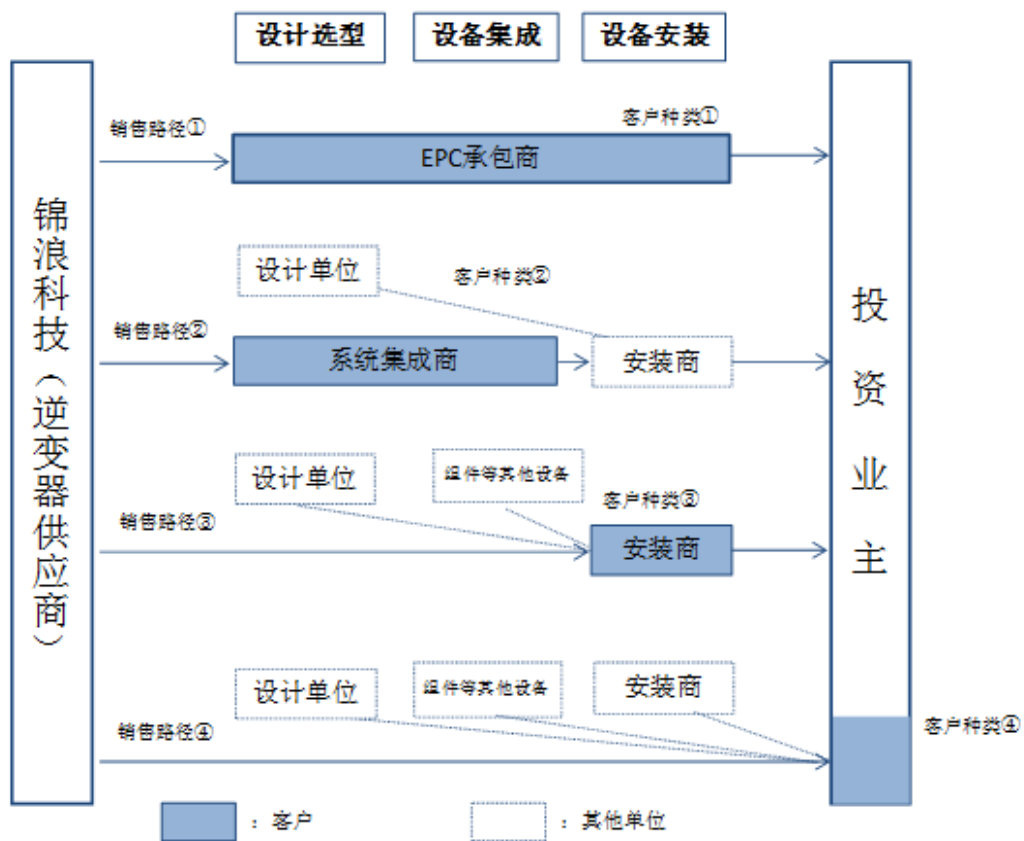 设计选型
设备集成
设备安装
锦浪科技（逆变器供应商）
投资业主
销售路径①
客户种类①
EPC承包商
设计单位
客户种类②
销售路径②
系统集成商
安装商
设计单位
组件等其他设备
客户种类③
销售路径③
安装商
设计单位
组件等其他设备
安装商
销售路径④
客户种类④
：客户
：其他单位